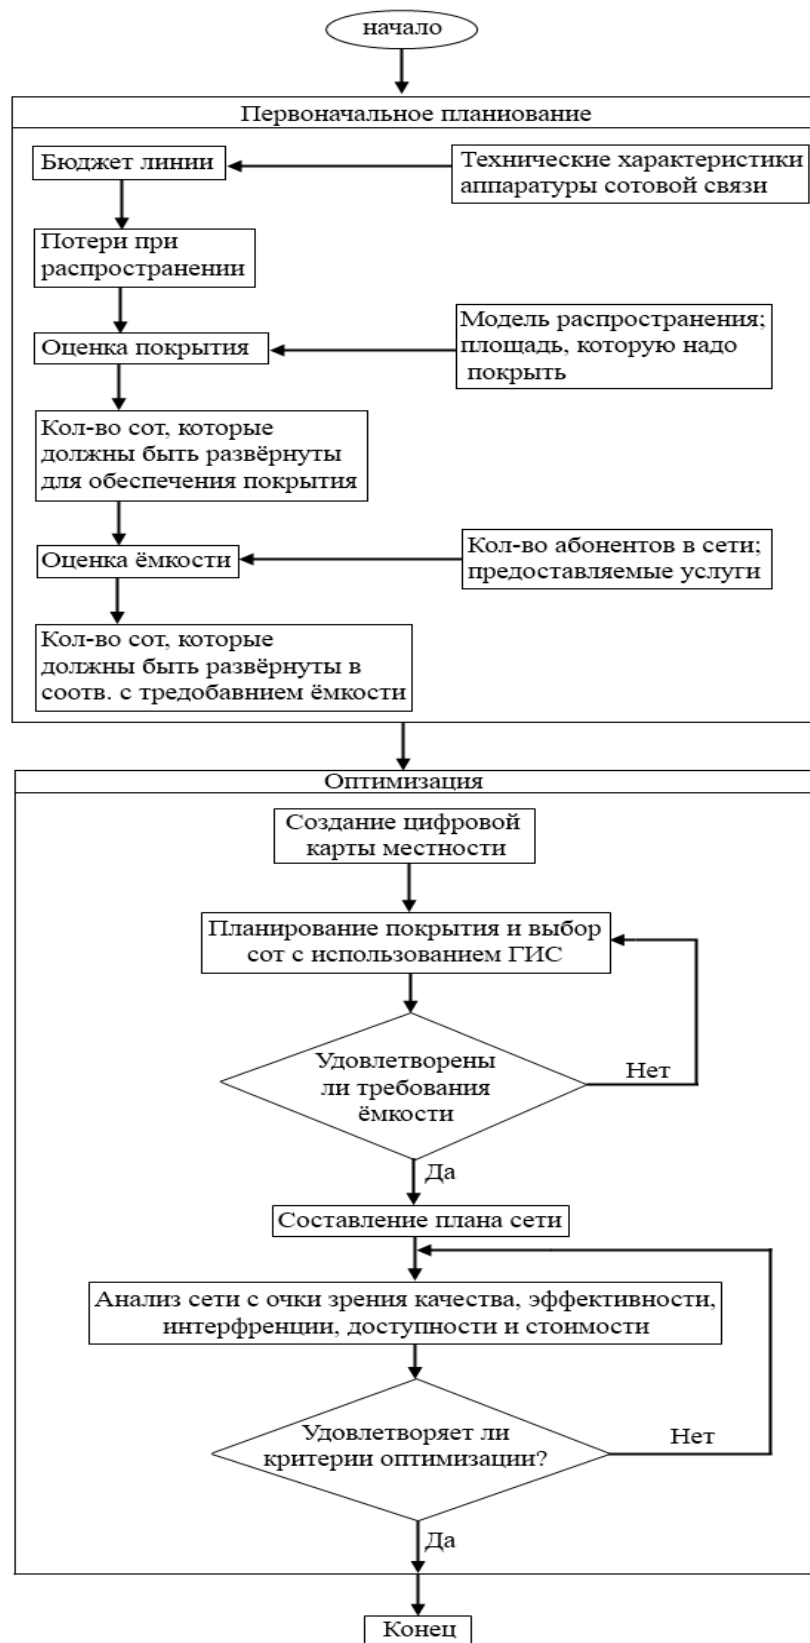 начало
Первоначальное планиование
Бюджет линии
Технические характеристики
аппаратуры сотовой связи
Потери при
распространении
Модель распространения;
площадь, которую надо
покрыть
Оценка покрытия
Кол-во сот, которые
должны быть развёрнуты
для обеспечения покрытия
Кол-во абонентов в сети;
предоставляемые услуги
Оценка ёмкости
Кол-во сот, которые
должны быть развёрнуты в
соотв. с тредобавнием ёмкости
Оптимизация
Создание цифровой
карты местности
Планирование покрытия и выбор
сот с использованием ГИС
Удовлетворены
ли требования
ёмкости
Нет
Да
Составление плана сети
Анализ сети с очки зрения качества, эффективности,
интерфренции, доступности и стоимости
Удовлетворяет ли
критерии оптимизации?
Нет
Да
Конец